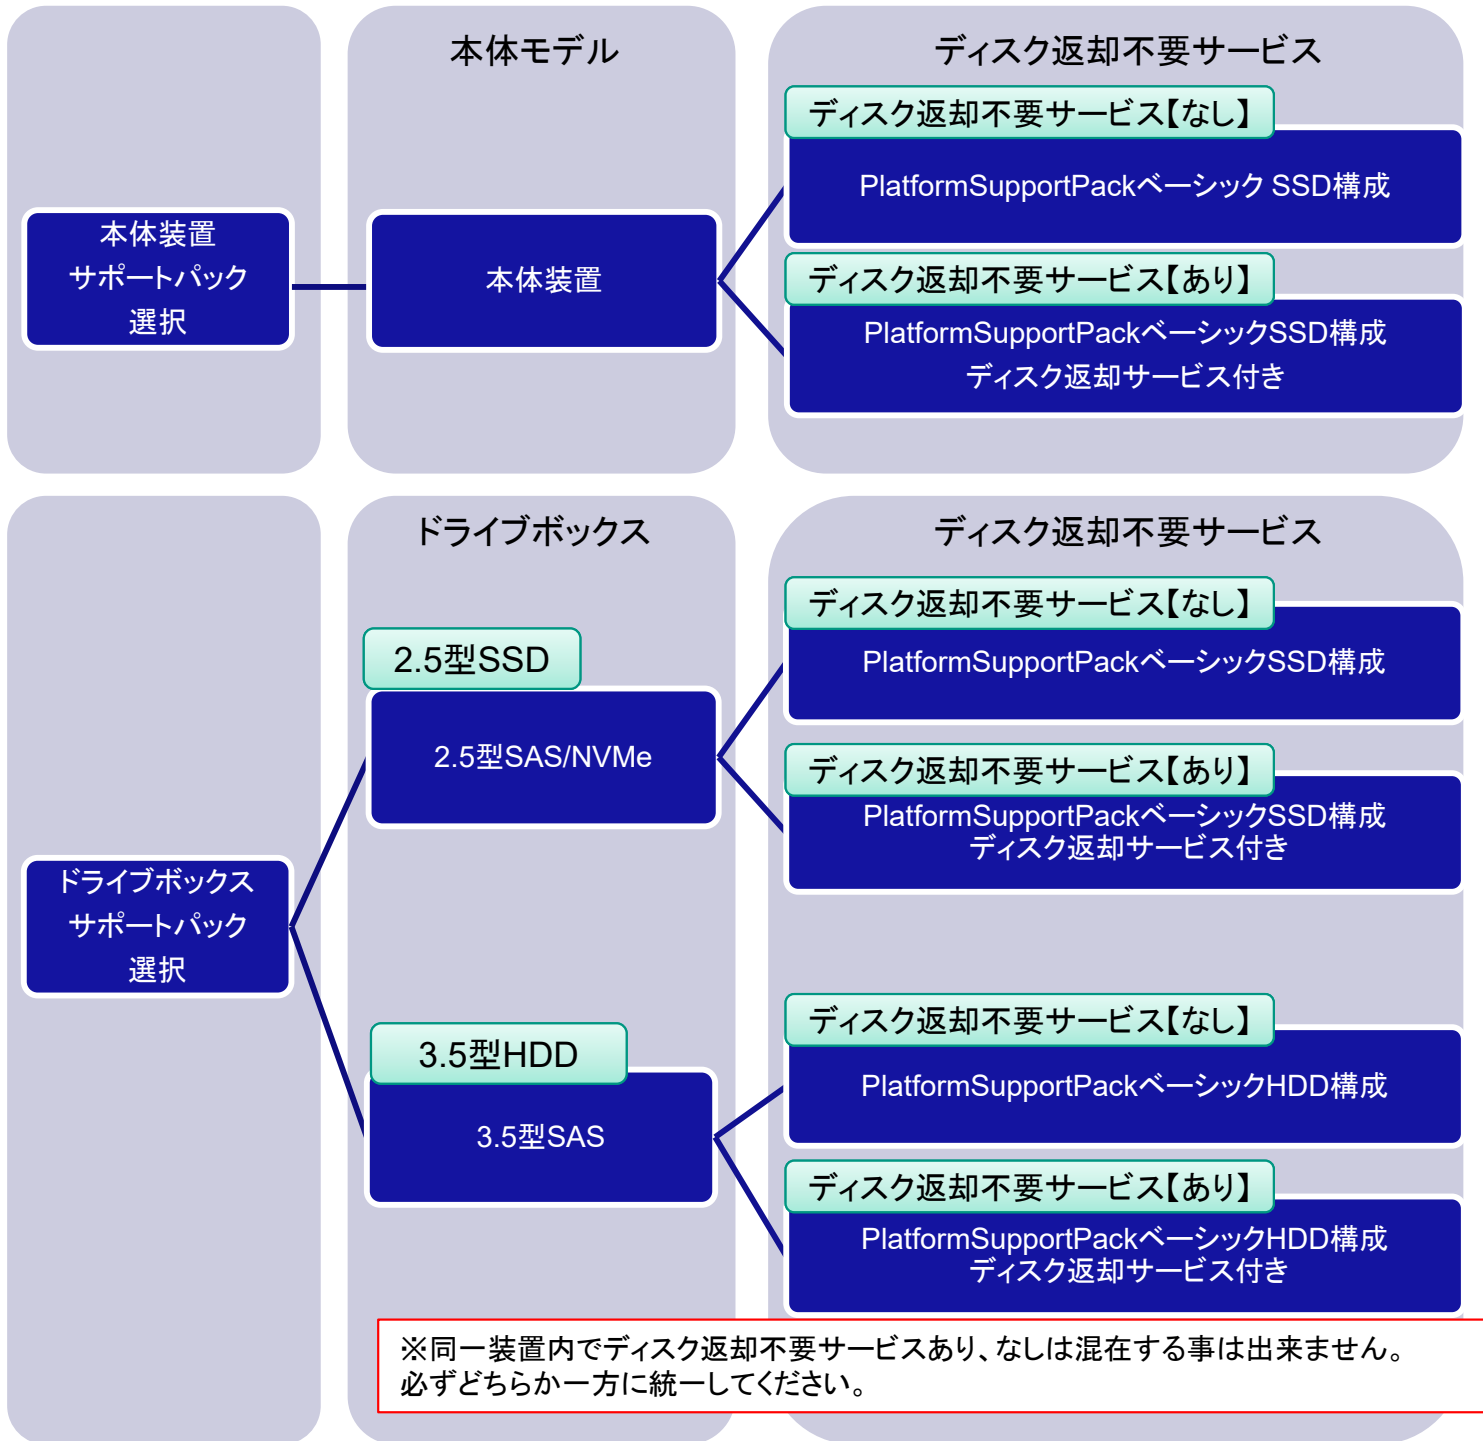 本体モデル
ディスク返却不要サービス
本体装置
サポートパック
選択
本体装置
ディスク返却不要サービス【なし】
PlatformSupportPackベーシック SSD構成
ディスク返却不要サービス【あり】
PlatformSupportPackベーシックSSD構成
ディスク返却サービス付き
ドライブボックス
ディスク返却不要サービス
ドライブボックス
サポートパック
選択
2.5型SSD
2.5型SAS/NVMe
ディスク返却不要サービス【なし】
PlatformSupportPackベーシックSSD構成
ディスク返却不要サービス【あり】
PlatformSupportPackベーシックSSD構成
ディスク返却サービス付き
3.5型HDD
3.5型SAS
ディスク返却不要サービス【なし】
PlatformSupportPackベーシックHDD構成
ディスク返却不要サービス【あり】
PlatformSupportPackベーシックHDD構成
ディスク返却サービス付き
※同一装置内でディスク返却不要サービスあり、なしは混在する事は出来ません。
必ずどちらか一方に統一してください。